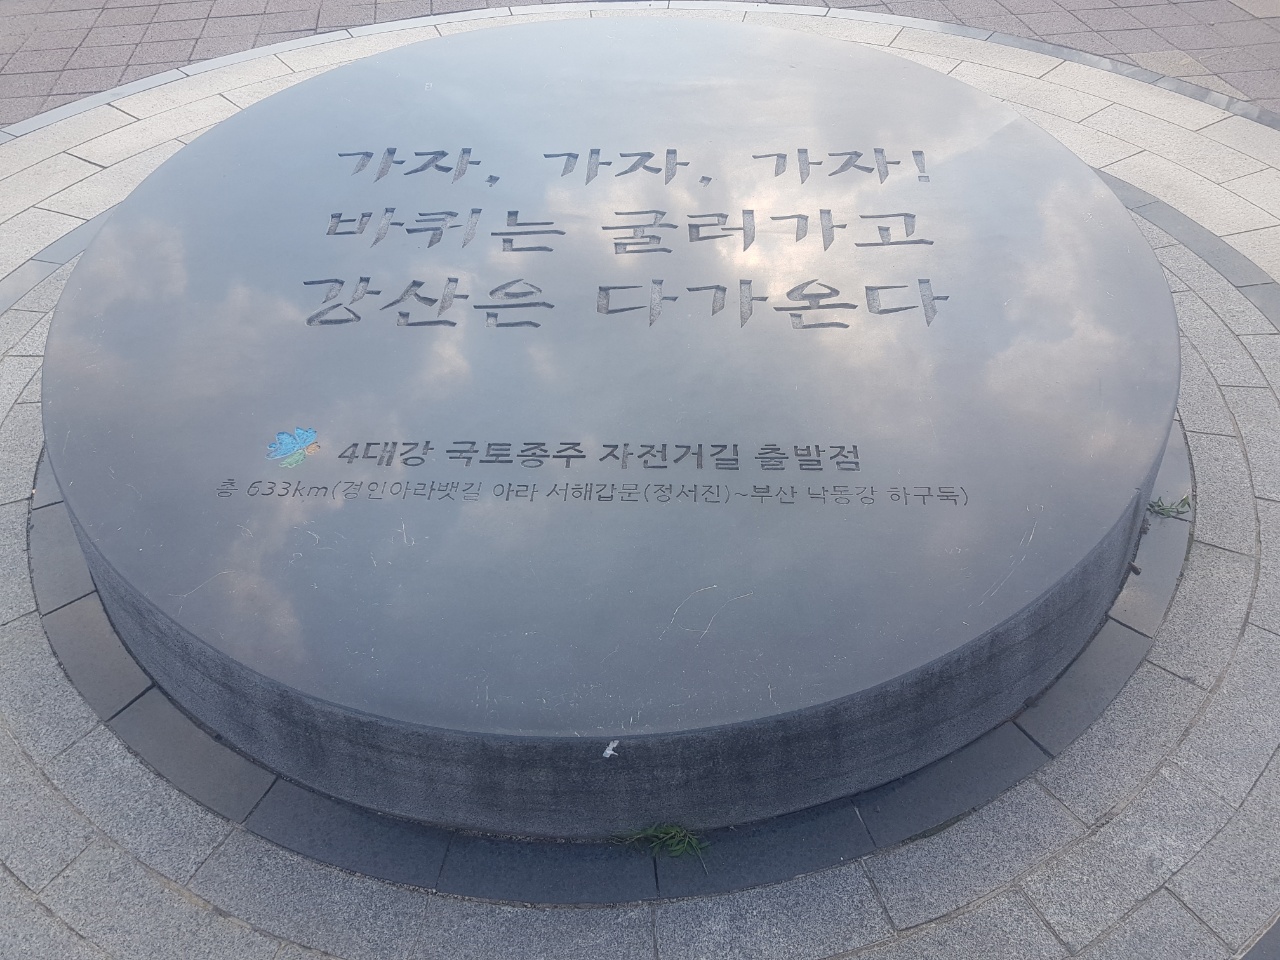 가자, 가자, 가자!
바퀴는 굴러가고
강산은 다가온다
4대강 국토종주 자전거길 출발점
총 633km(경인아라뱃길 아라 서해갑문(정서진)~부산 낙동강 하구둑)